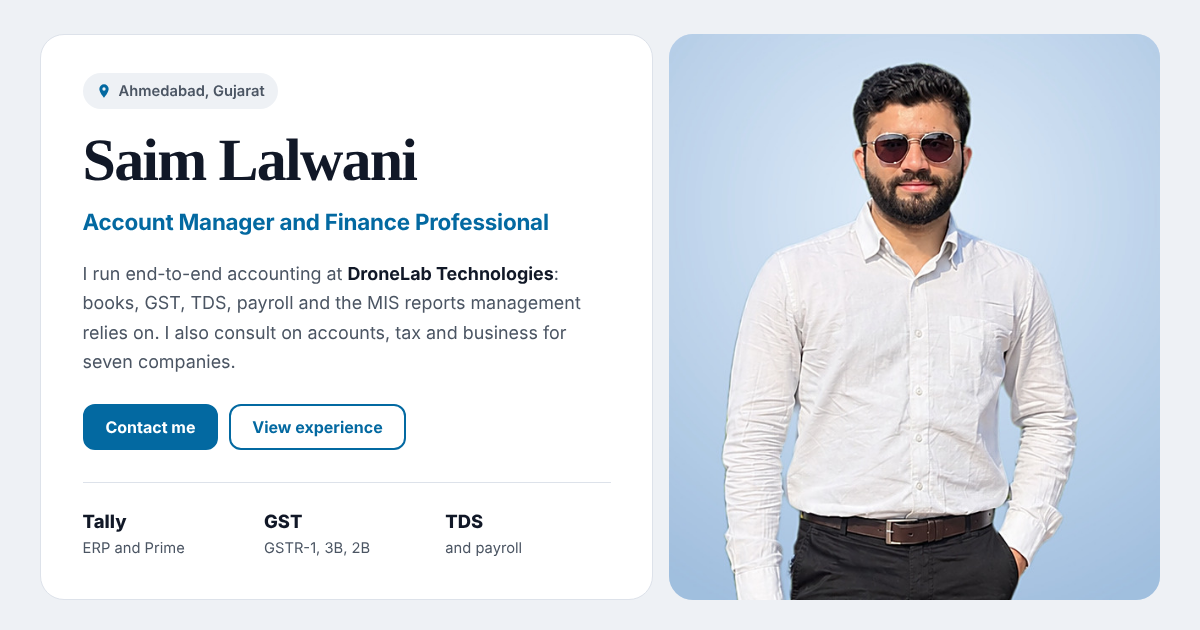 Ahmedabad, Gujarat
Saim Lalwani
Account Manager and Finance Professional
I run end-to-end accounting at DroneLab Technologies:
books, GST, TDS, payroll and the MIS reports management
relies on. I also consult on accounts, tax and business for
seven companies.
Contact me
View experience
Tally
ERP and Prime
GST
GSTR-1, 3B, 2B
TDS
and payroll